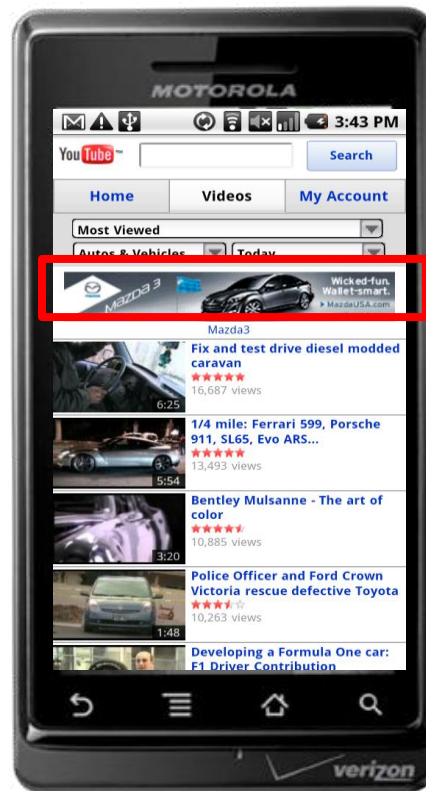 MOTOROLA
3:43 PM
You Tube™
Search
Home Videos My Account
Most Viewed
Autos & Vehicles Today
mazda MAZDA 3 Wicked-fun.
Wallet-smart.
MazdaUSA.com
Mazda3
Fix and test drive diesel modded
caravan
16,687 views
6:25
1/4 mile: Ferrari 599, Porsche
911, SL65, Evo ARS...
13,493 views
5:54
Bentley Mulsanne - The art of
color
10,885 views
3:20
Police Officer and Ford Crown
Victoria rescue defective Toyota
10,263 views
1:48
Developing a Formula One car:
F1 Driver Contribution
verizon